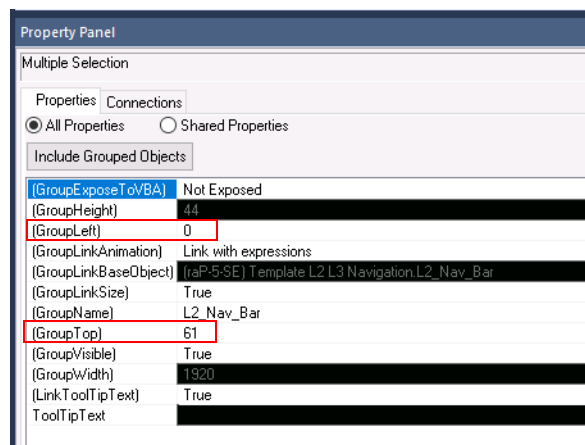 Property Panel
Multiple Selection
Properties Connections
All Properties Shared Properties
Include Grouped Objects
(GroupExposeToVBA) Not Exposed
(GroupHeight) 44
(GroupLeft) 0
(GroupLinkAnimation) Link with expressions
(GroupLinkBaseObject) (raP-5-SE) Template L2 L3 Navigation.L2_Nav_Bar
(GroupLinkSize) True
(GroupName) L2_Nav_Bar
(GroupTop) 61
(GroupVisible) True
(GroupWidth) 1920
(LinkToolTipText) True
ToolTipText